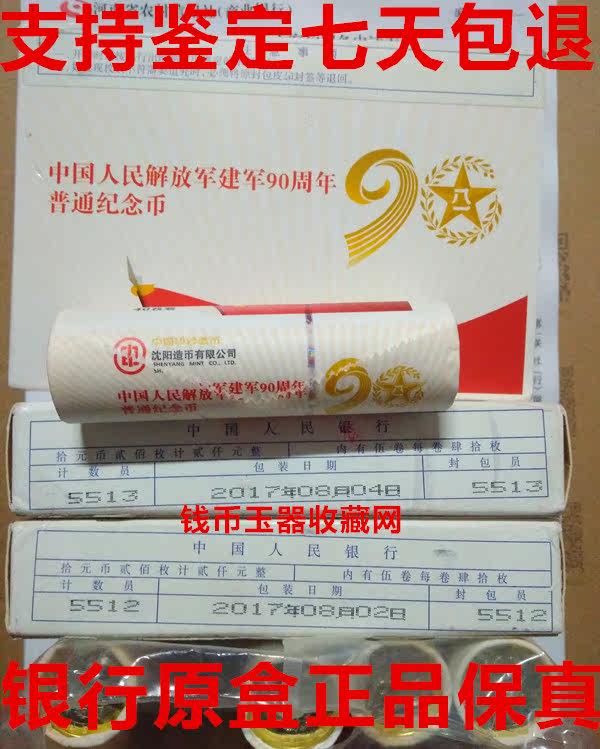 支持鉴定七天包退
中国人民解放军建军90周年
普通纪念币
90
八
沈阳造币有限公司
SHENYANG MINT CO., LTD.
中国人民解放军建军90周年
普通纪念币
90
中国人民银行
拾元币贰佰枚计贰仟元整 内有伍卷每卷肆拾枚
计数员 包装日期 封包员
5513 2017年08月04日 5513
钱币玉器收藏网
中国人民银行
拾元币贰佰枚计贰仟元整 内有伍卷每卷肆拾枚
计数员 包装日期 封包员
5512 2017年08月02日 5512
银行原盒正品保真